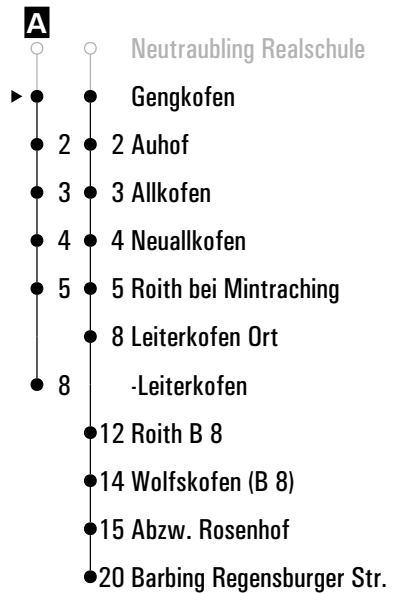 A
Neutraubling Realschule
Gengkofen
2 2 Auhof
3 3 Allkofen
4 4 Neuallkofen
5 5 Roith bei Mintraching
8 Leiterkofen Ort
8 -Leiterkofen
12 Roith B 8
14 Wolfskofen (B 8)
15 Abzw. Rosenhof
20 Barbing Regensburger Str.